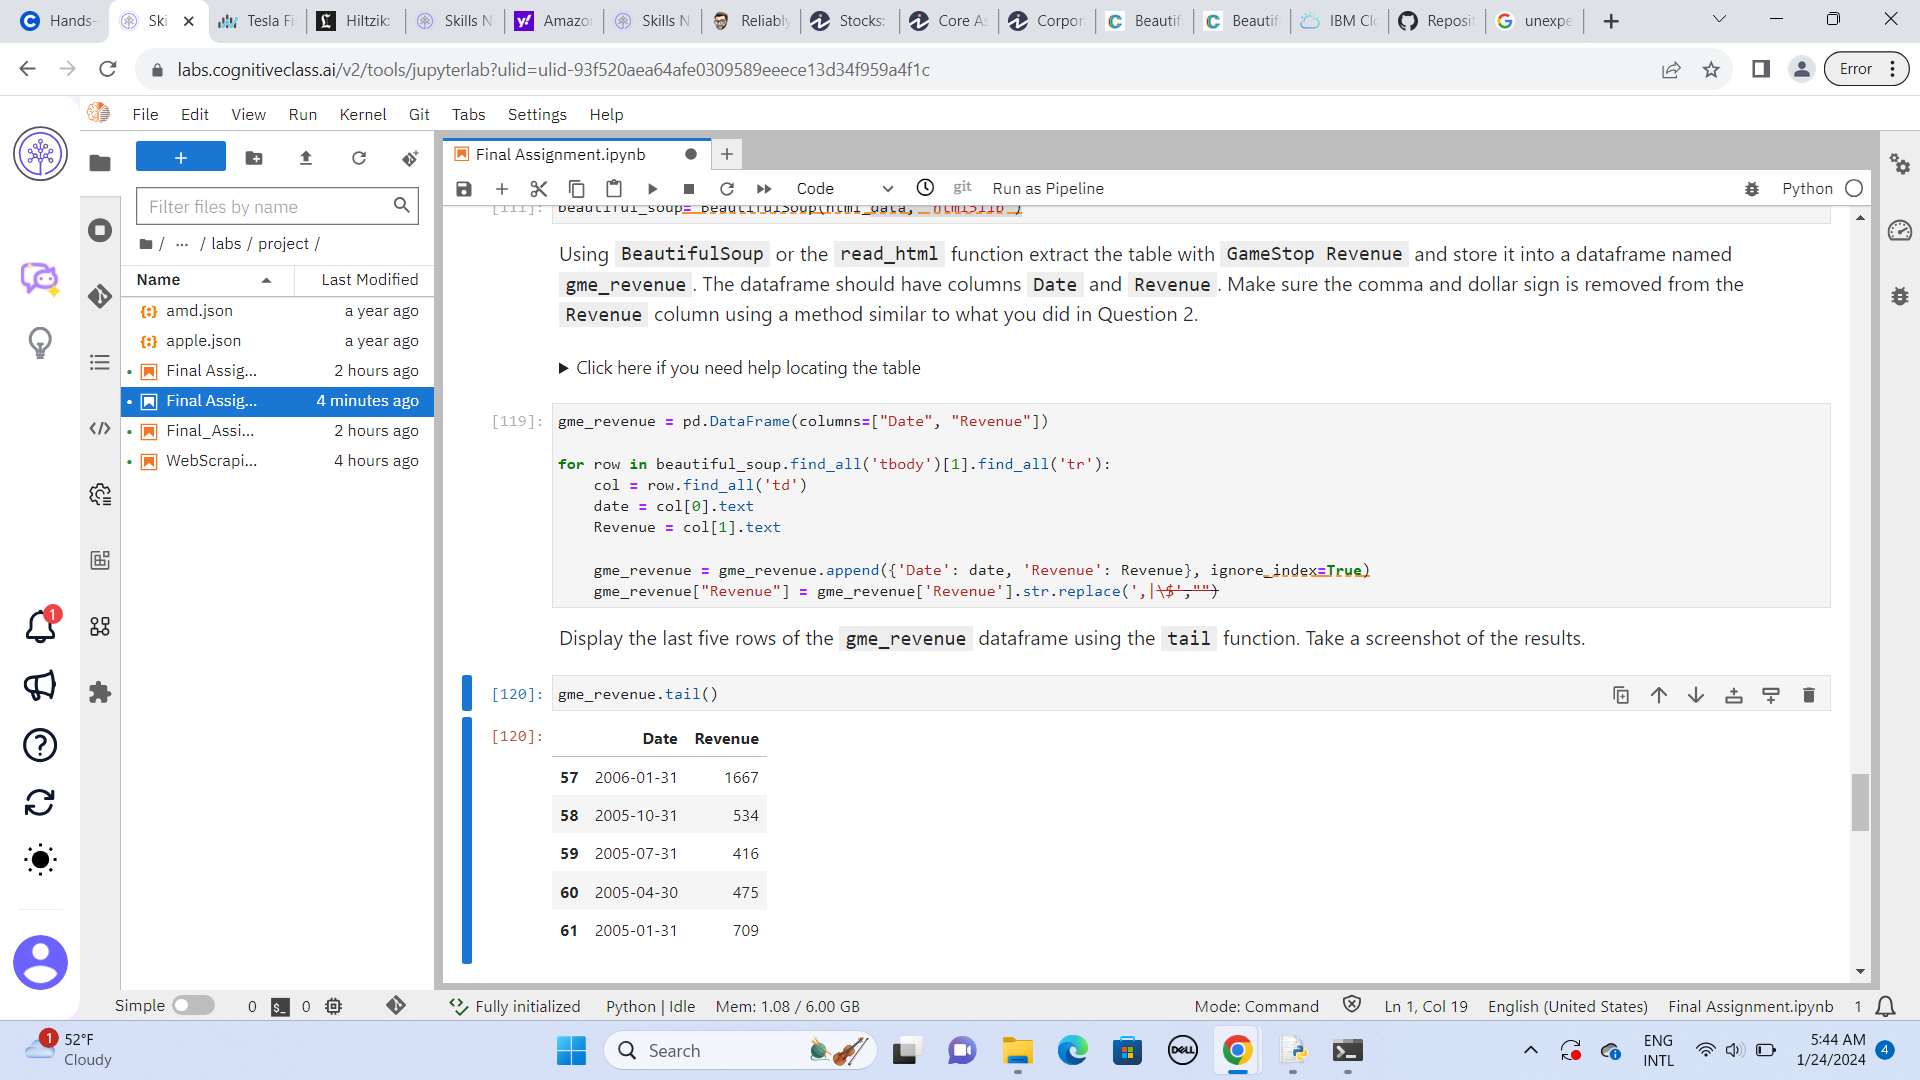 Hands-
Ski
Tesla Fi
Hiltzik:
Skills N
Amazo
Skills N
Reliably
Stocks:
Core As
Corpor
Beautif
Beautif
IBM Cl
Reposit
unexpe
labs.cognitiveclass.ai/v2/tools/jupyterlab?ulid=ulid-93f520aea64afe0309589eeece13d34f959a4f1c
Error
File Edit View Run Kernel Git Tabs Settings Help
+
Final Assignment.ipynb
Filter files by name
Code
git
Run as Pipeline
Python
/ ... / labs / project /
Name Last Modified
amd.json a year ago
apple.json a year ago
Final Assig... 2 hours ago
Final Assig... 4 minutes ago
Final_Assi... 2 hours ago
WebScrapi... 4 hours ago
[111]: beautiful_soup= BeautifulSoup(html_data, 'html5lib')
Using BeautifulSoup or the read_html function extract the table with GameStop Revenue and store it into a dataframe named
gme_revenue. The dataframe should have columns Date and Revenue. Make sure the comma and dollar sign is removed from the
Revenue column using a method similar to what you did in Question 2.
Click here if you need help locating the table
[119]: gme_revenue = pd.DataFrame(columns=["Date", "Revenue"])
for row in beautiful_soup.find_all('tbody')[1].find_all('tr'):
col = row.find_all('td')
date = col[0].text
Revenue = col[1].text
gme_revenue = gme_revenue.append({'Date': date, 'Revenue': Revenue}, ignore_index=True)
gme_revenue["Revenue"] = gme_revenue['Revenue'].str.replace(',|\$',"")
Display the last five rows of the gme_revenue dataframe using the tail function. Take a screenshot of the results.
[120]: gme_revenue.tail()
[120]: Date Revenue
57 2006-01-31 1667
58 2005-10-31 534
59 2005-07-31 416
60 2005-04-30 475
61 2005-01-31 709
1
Simple 0 0
Fully initialized
Python | Idle
Mem: 1.08 / 6.00 GB
Mode: Command
Ln 1, Col 19
English (United States)
Final Assignment.ipynb
1
1
52°F
Cloudy
Search
DELL
ENG
INTL
5:44 AM
1/24/2024
4